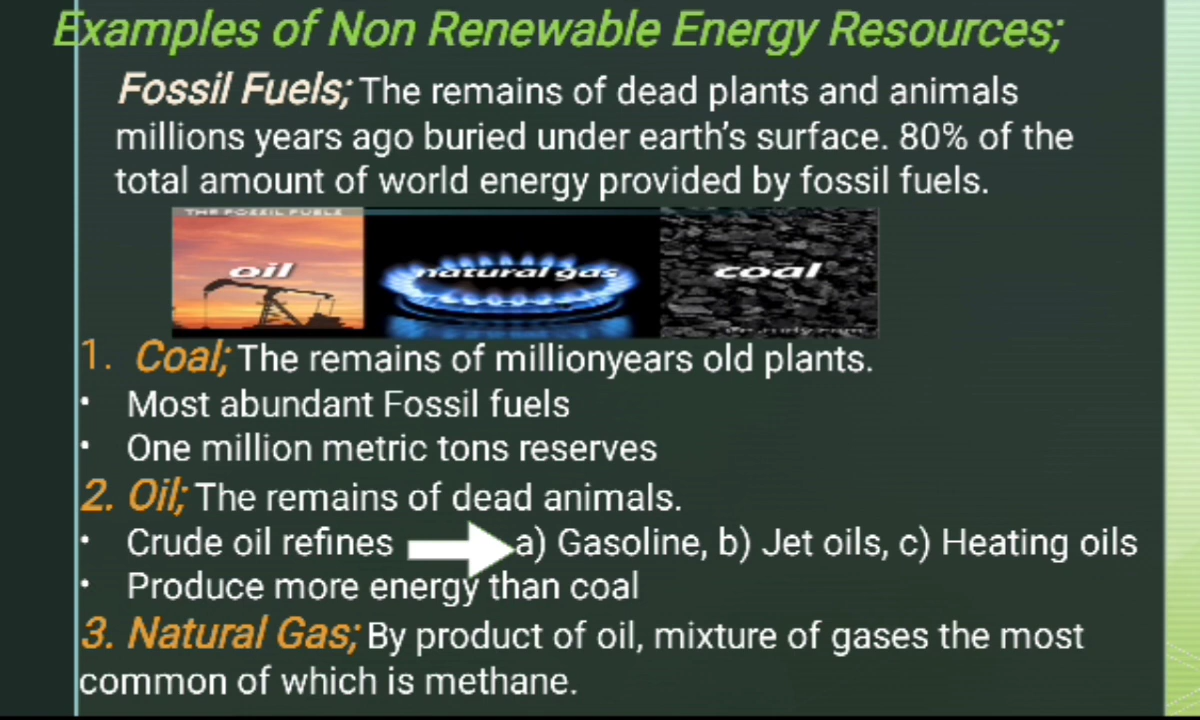 Examples of Non Renewable Energy Resources;
Fossil Fuels; The remains of dead plants and animals
millions years ago buried under earth's surface. 80% of the
total amount of world energy provided by fossil fuels.
THE FOSSIL FUELS
oil natural gas coal
1. Coal; The remains of millionyears old plants.
• Most abundant Fossil fuels
• One million metric tons reserves
2. Oil; The remains of dead animals.
• Crude oil refines a) Gasoline, b) Jet oils, c) Heating oils
• Produce more energy than coal
3. Natural Gas; By product of oil, mixture of gases the most
common of which is methane.